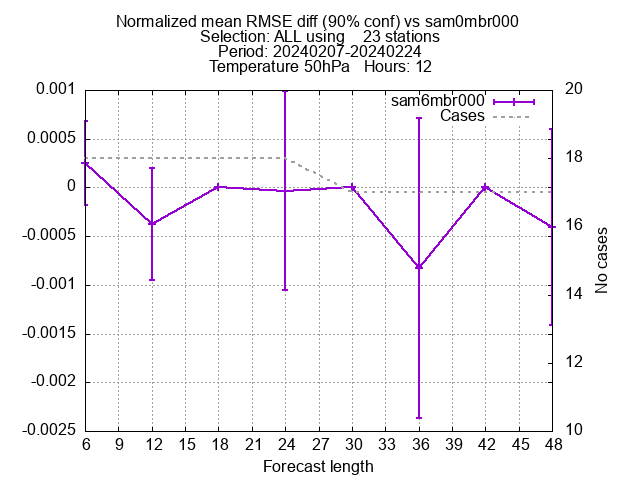 Normalized mean RMSE diff (90% conf) vs sam0mbr000
Selection: ALL using 23 stations
Period: 20240207-20240224
Temperature 50hPa Hours: 12
sam6mbr000
Cases
0.001
0.0005
0
-0.0005
-0.001
-0.0015
-0.002
-0.0025
20
18
16
14
12
10
No cases
6 9 12 15 18 21 24 27 30 33 36 39 42 45 48
Forecast length